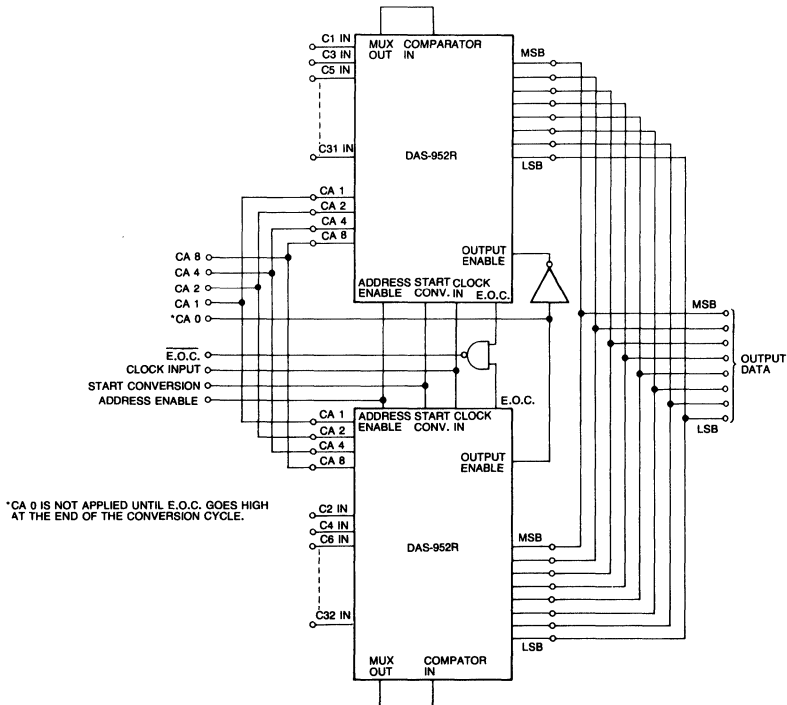 C1 IN
C3 IN
C5 IN
C31 IN
MUX OUT
COMPARATOR IN
MSB
DAS-952R
LSB
CA 1
CA 2
CA 4
CA 8
OUTPUT ENABLE
ADDRESS ENABLE
START CONV.
CLOCK IN
E.O.C.
CA 8
CA 4
CA 2
CA 1
*CA 0
E.O.C.
CLOCK INPUT
START CONVERSION
ADDRESS ENABLE
MSB
OUTPUT DATA
LSB
E.O.C.
CA 1
CA 2
CA 4
CA 8
ADDRESS ENABLE
START CONV.
CLOCK IN
OUTPUT ENABLE
*CA 0 IS NOT APPLIED UNTIL E.O.C. GOES HIGH
AT THE END OF THE CONVERSION CYCLE.
C2 IN
C4 IN
C6 IN
C32 IN
DAS-952R
MSB
LSB
MUX OUT
COMPATOR IN